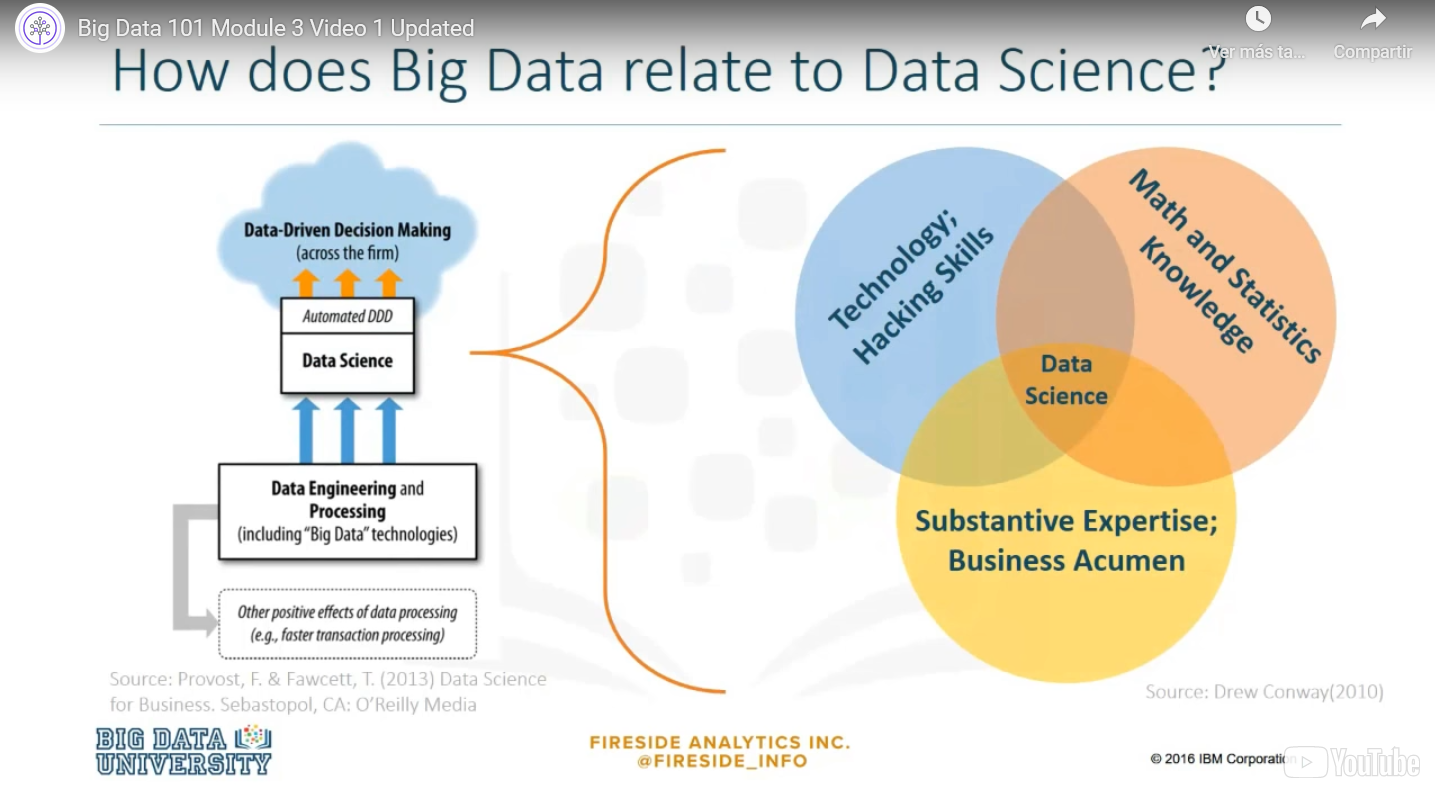 Big Data 101 Module 3 Video 1 Updated
Ver más ta...
Compartir
How does Big Data relate to Data Science?
Data-Driven Decision Making
(across the firm)
Automated DDD
Data Science
Data Engineering and
Processing
(including "Big Data" technologies)
Other positive effects of data processing
(e.g., faster transaction processing)
Source: Provost, F. & Fawcett, T. (2013) Data Science
for Business. Sebastopol, CA: O'Reilly Media
Technology;
Hacking Skills
Math and Statistics
Knowledge
Data
Science
Substantive Expertise;
Business Acumen
Source: Drew Conway(2010)
BIG DATA
UNIVERSITY
FIRESIDE ANALYTICS INC.
@FIRESIDE_INFO
© 2016 IBM Corporatio
YouTube